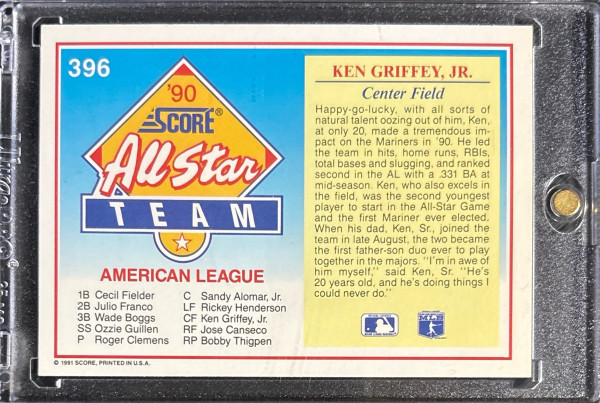 396
'90
SCORE®
All Star
TEAM
AMERICAN LEAGUE
1B Cecil Fielder
2B Julio Franco
3B Wade Boggs
SS Ozzie Guillen
P Roger Clemens
C Sandy Alomar, Jr.
LF Rickey Henderson
CF Ken Griffey, Jr.
RF Jose Canseco
RP Bobby Thigpen
© 1991 SCORE, PRINTED IN U.S.A.
KEN GRIFFEY, JR.
Center Field
Happy-go-lucky, with all sorts of
natural talent oozing out of him, Ken,
at only 20, made a tremendous im-
pact on the Mariners in '90. He led
the team in hits, home runs, RBIs,
total bases and slugging, and ranked
second in the AL with a .331 BA at
mid-season. Ken, who also excels in
the field, was the second youngest
player to start in the All-Star Game
and the first Mariner ever elected.
When his dad, Ken, Sr., joined the
team in late August, the two became
the first father-son duo ever to play
together in the majors. "I'm in awe of
him myself," said Ken, Sr. "He's
20 years old, and he's doing things I
could never do."
MLB